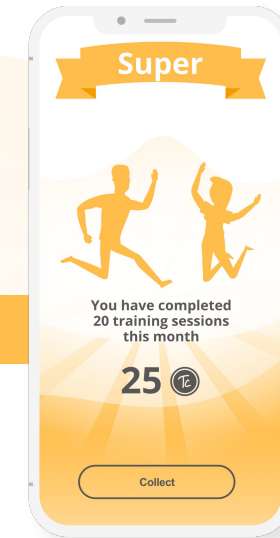 Super
You have completed
20 training sessions
this month
25 Tc
Collect